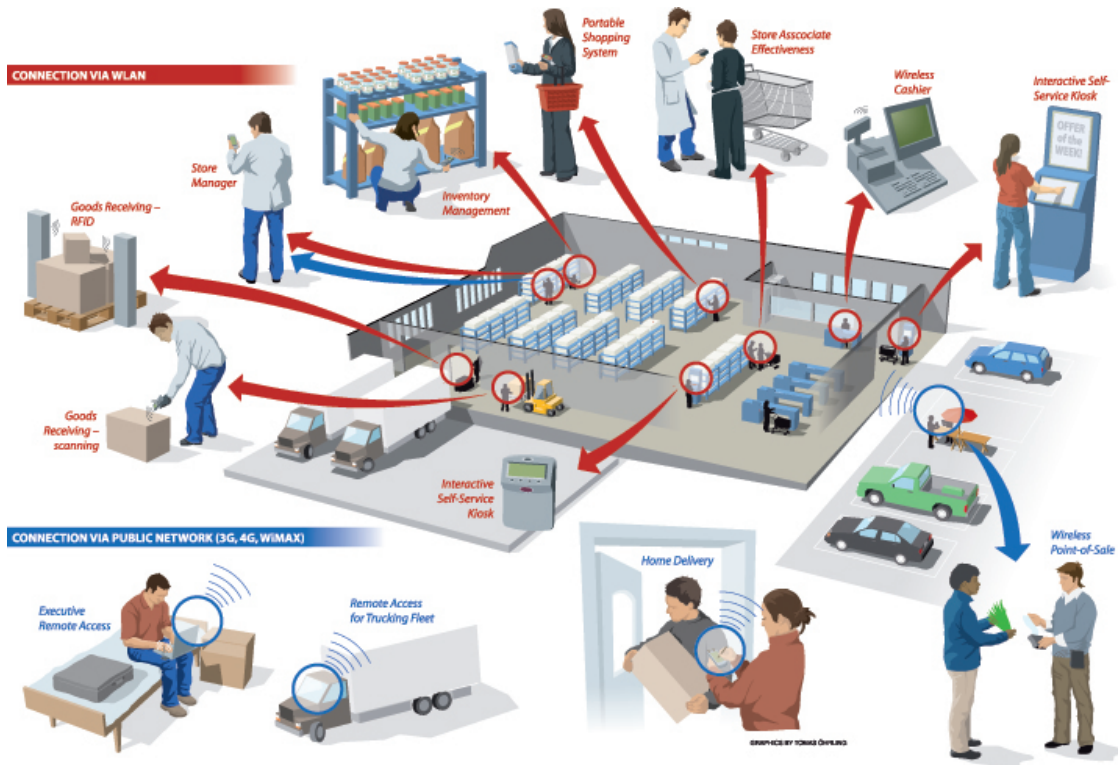 Portable
Shopping
System
Store Asscociate
Effectiveness
CONNECTION VIA WLAN
Wireless
Cashier
Interactive Self-
Service Kiosk
OFFER
of the
WEEK!
Store
Manager
Inventory
Management
Goods Receiving –
RFID
Goods
Receiving –
scanning
Interactive
Self-Service
Kiosk
CONNECTION VIA PUBLIC NETWORK (3G, 4G, WiMAX)
Wireless
Point-of-Sale
Home Delivery
Executive
Remote Access
Remote Access
for Trucking Fleet
GRAPHICS BY TOMAS ÖHRLING